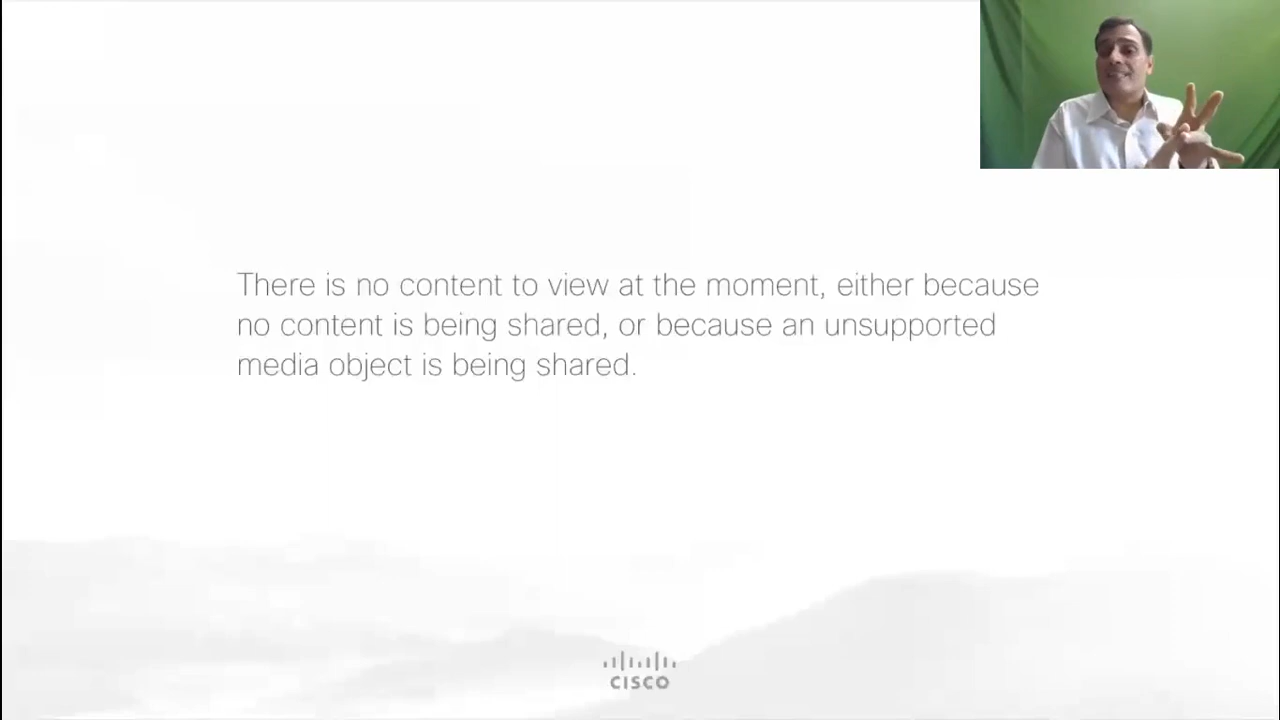 There is no content to view at the moment, either because
no content is being shared, or because an unsupported
media object is being shared.
CISCO